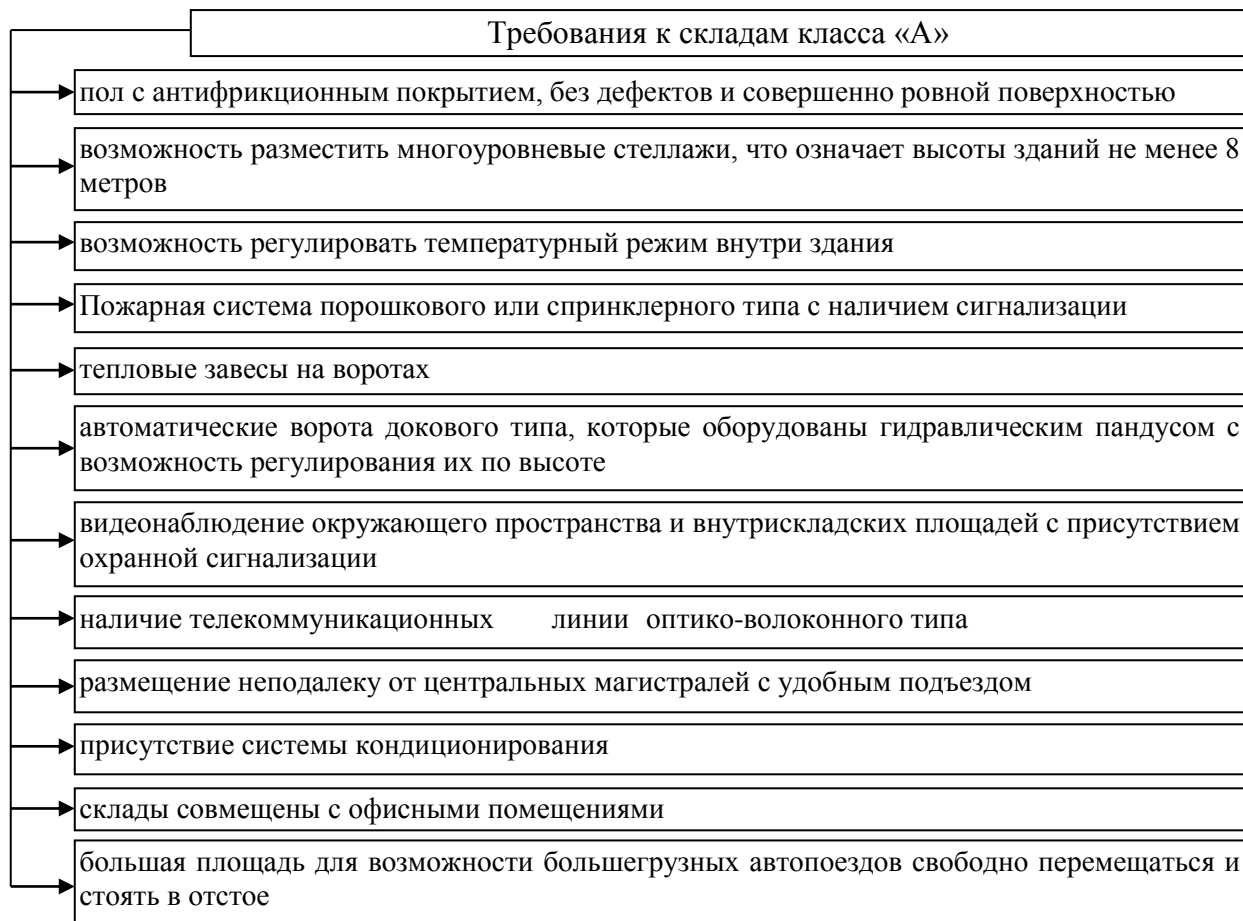 Требования к складам класса «А»
пол с антифрикционным покрытием, без дефектов и совершенно ровной поверхностью
возможность разместить многоуровневые стеллажи, что означает высоты зданий не менее 8
метров
возможность регулировать температурный режим внутри здания
Пожарная система порошкового или спринклерного типа с наличием сигнализации
тепловые завесы на воротах
автоматические ворота докового типа, которые оборудованы гидравлическим пандусом с
возможность регулирования их по высоте
видеонаблюдение окружающего пространства и внутрискладских площадей с присутствием
охранной сигнализации
наличие телекоммуникационных линии оптико-волоконного типа
размещение неподалеку от центральных магистралей с удобным подъездом
присутствие системы кондиционирования
склады совмещены с офисными помещениями
большая площадь для возможности большегрузных автопоездов свободно перемещаться и
стоять в отстое